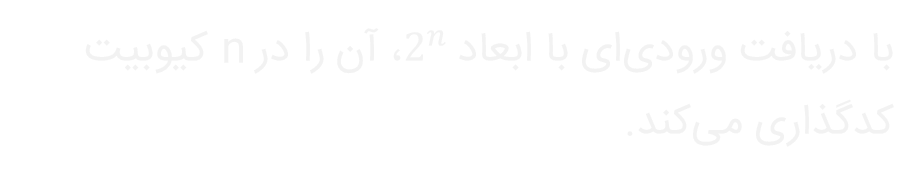 با دریافت ورودی‌ای با ابعاد 2ⁿ، آن را در n کیوبیت
کدگذاری می‌کند.